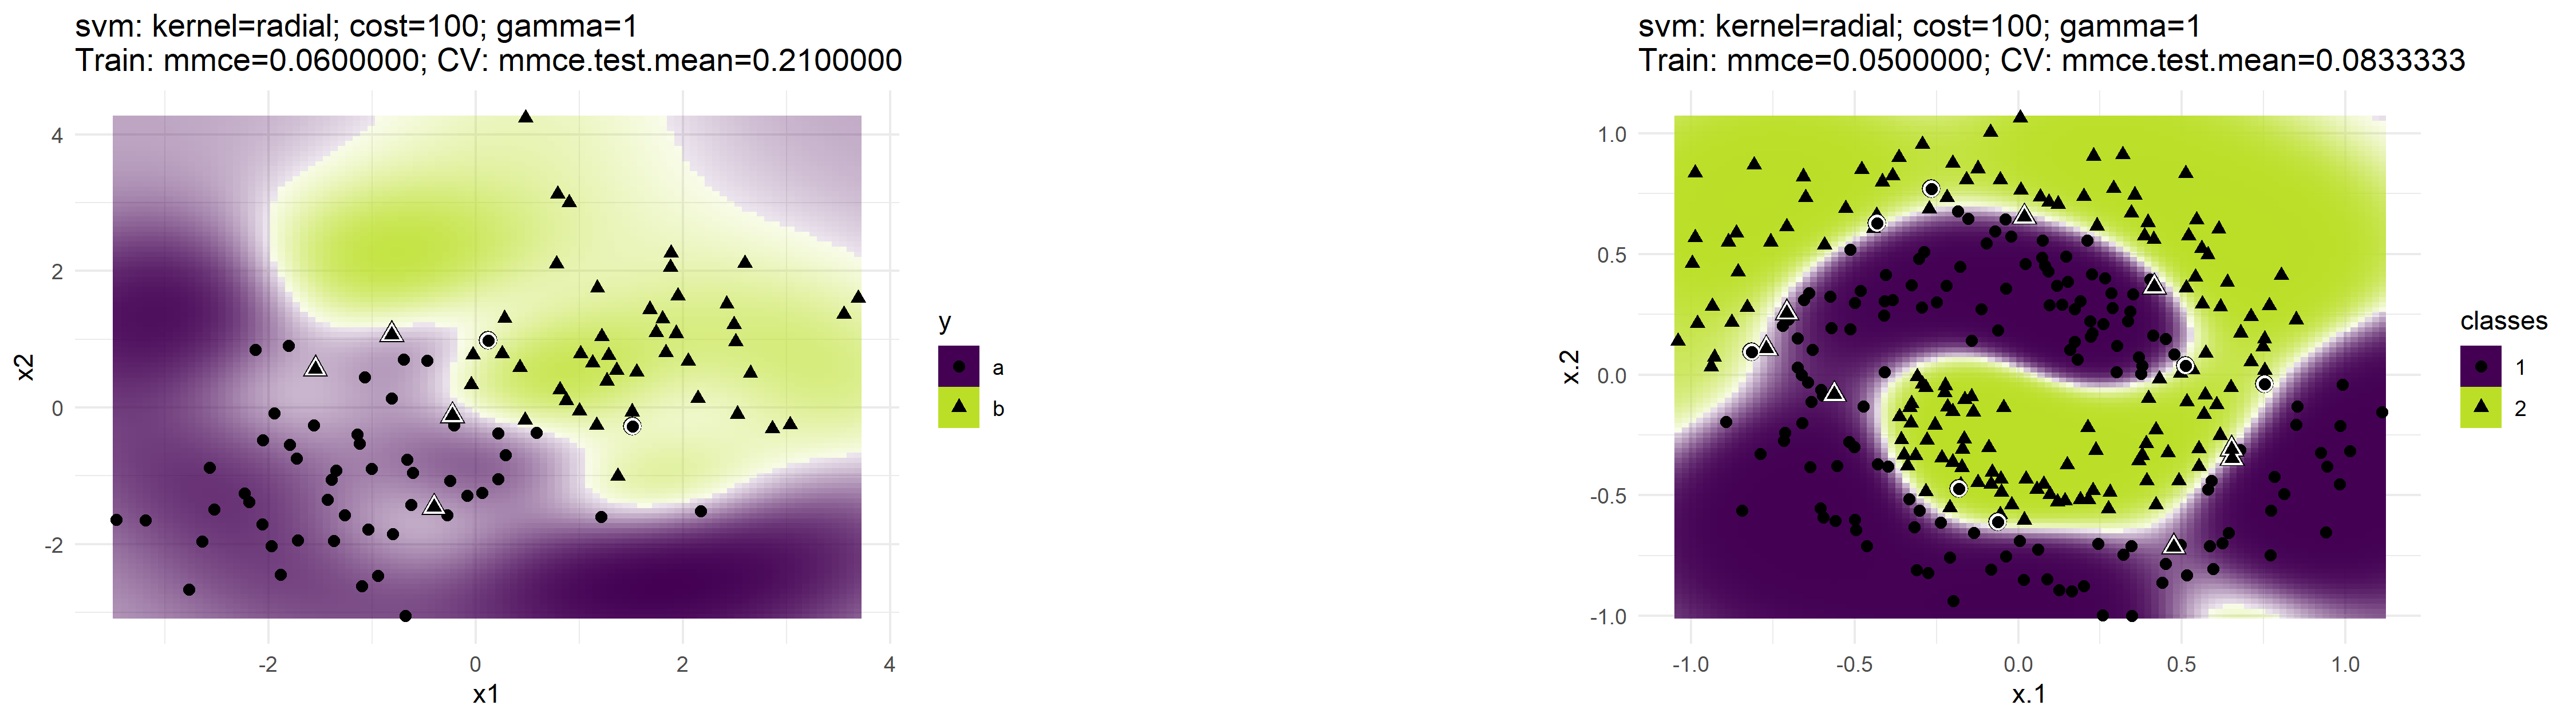 svm: kernel=radial; cost=100; gamma=1
Train: mmce=0.0600000; CV: mmce.test.mean=0.2100000
4
2
0
-2
x2
-2
0
2
4
x1
y
a
b
svm: kernel=radial; cost=100; gamma=1
Train: mmce=0.0500000; CV: mmce.test.mean=0.0833333
1.0
0.5
0.0
-0.5
-1.0
x.2
-1.0
-0.5
0.0
0.5
1.0
x.1
classes
1
2